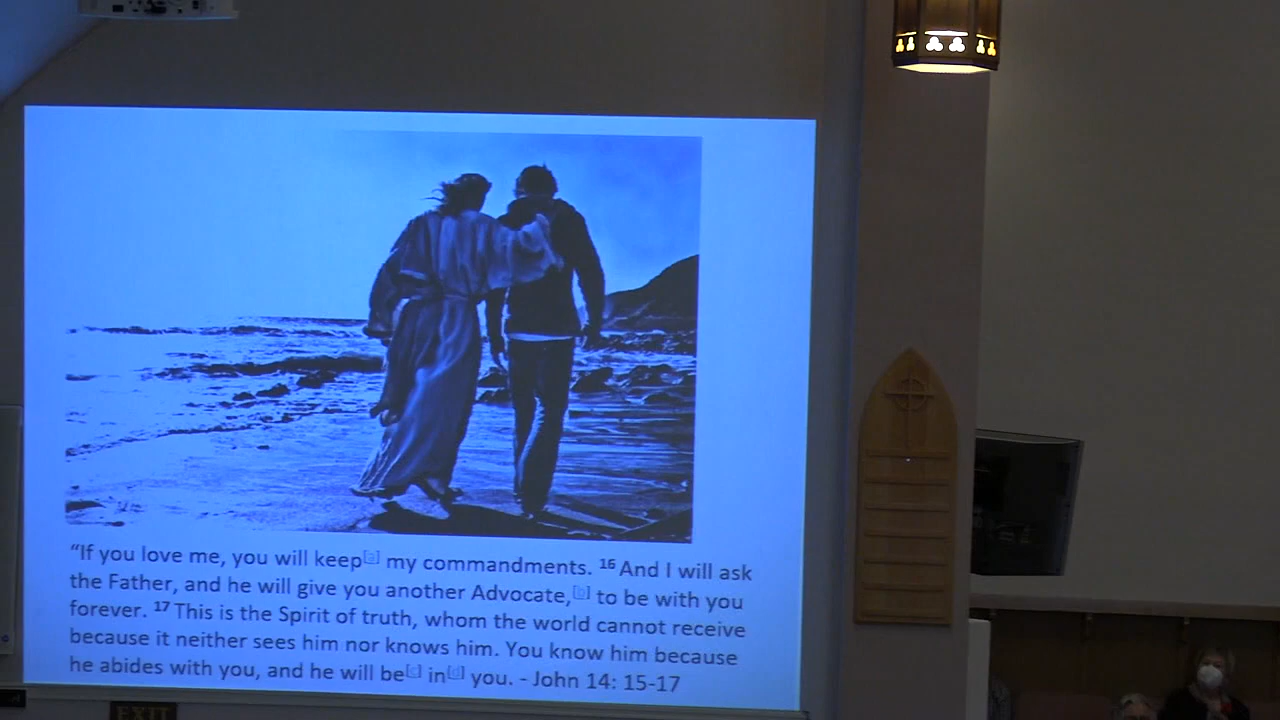 “If you love me, you will keep[a] my commandments. 16 And I will ask
the Father, and he will give you another Advocate,[b] to be with you
forever. 17 This is the Spirit of truth, whom the world cannot receive
because it neither sees him nor knows him. You know him because
he abides with you, and he will be[c] in[d] you. - John 14: 15-17
EXIT